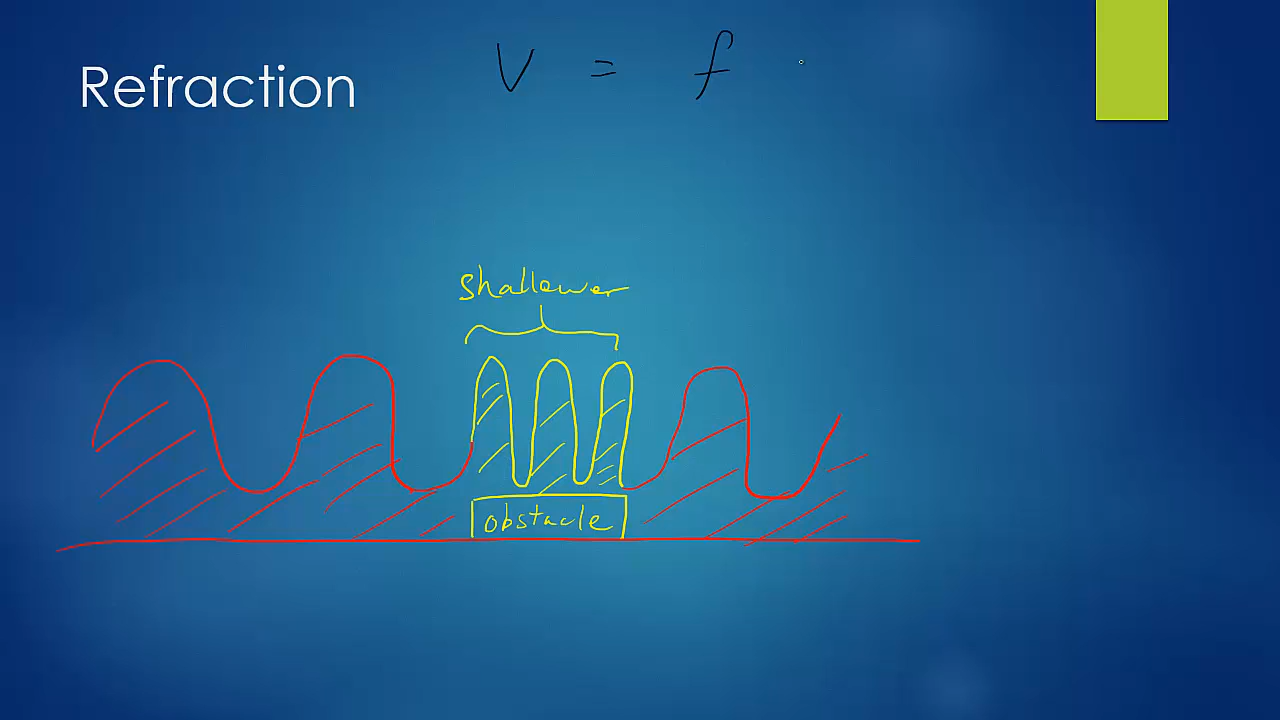 Refraction
v = f
shallower
obstacle